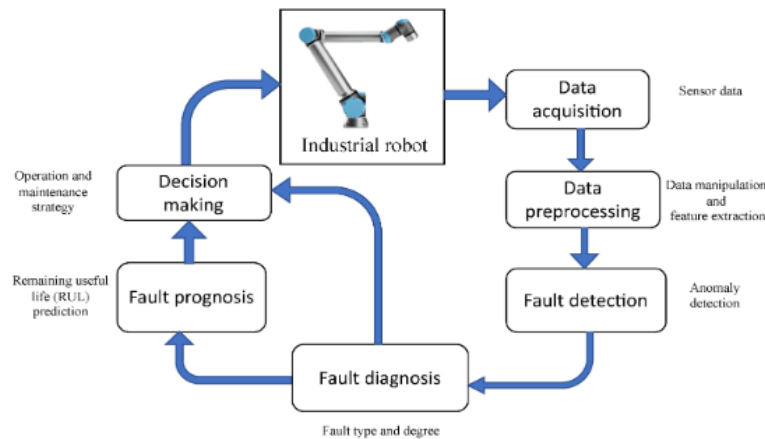 Industrial robot
Data
acquisition
Sensor data
Data
preprocessing
Data manipulation
and
feature extraction
Fault detection
Anomaly
detection
Fault diagnosis
Fault type and degree
Fault prognosis
Remaining useful
life (RUL)
prediction
Decision
making
Operation and
maintenance
strategy